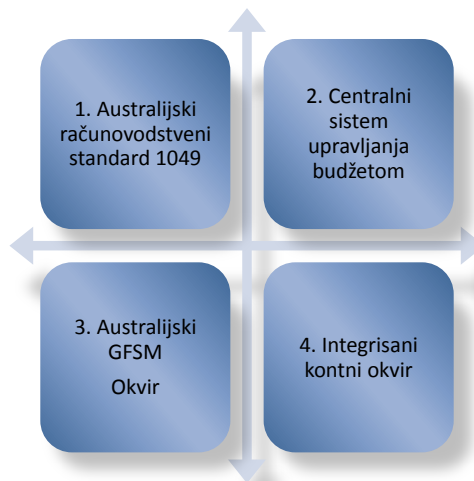 1. Australijski
računovodstveni
standard 1049
2. Centralni
sistem
upravljanja
budžetom
3. Australijski
GFSM
Okvir
4. Integrisani
kontni okvir